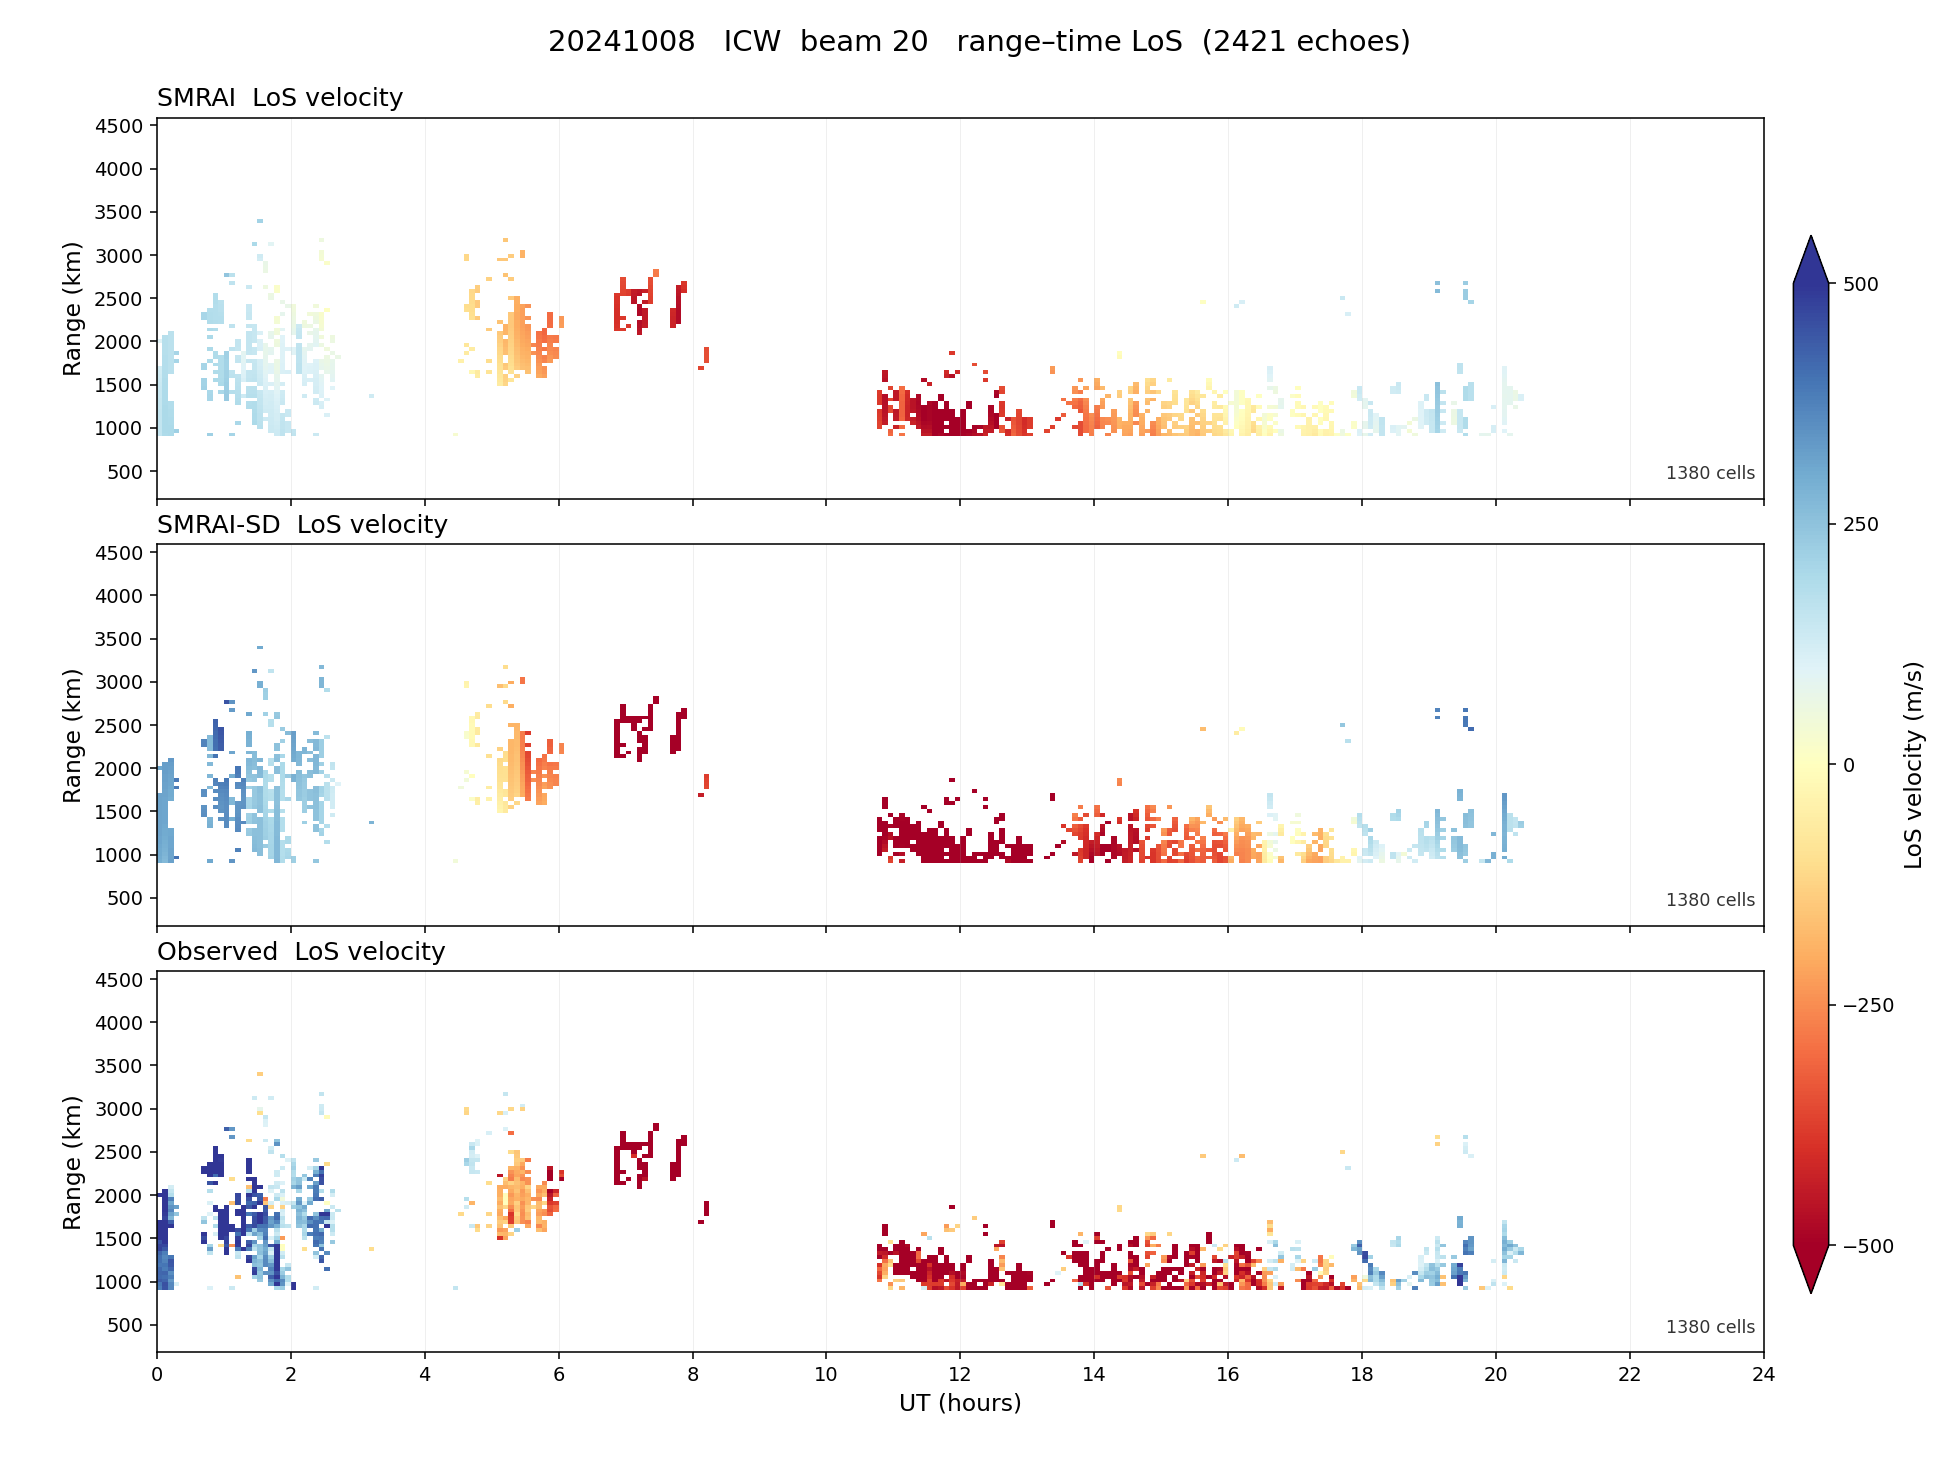 20241008 ICW beam 20 range–time LoS (2421 echoes)
SMRAI LoS velocity
4500
4000
3500
3000
2500
2000
1500
1000
500
Range (km)
1380 cells
SMRAI-SD LoS velocity
4500
4000
3500
3000
2500
2000
1500
1000
500
Range (km)
1380 cells
Observed LoS velocity
4500
4000
3500
3000
2500
2000
1500
1000
500
Range (km)
1380 cells
0 2 4 6 8 10 12 14 16 18 20 22 24
UT (hours)
500
250
0
−250
−500
LoS velocity (m/s)